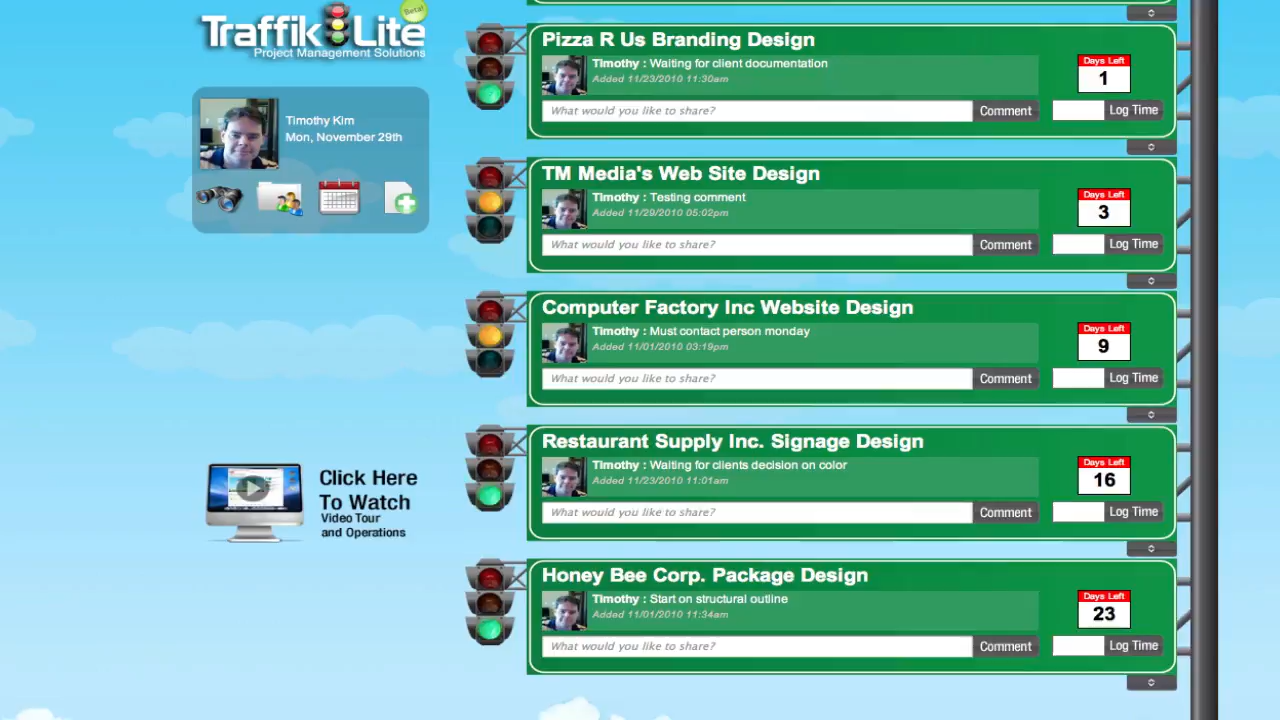 Traffik Lite
Beta!
Project Management Solutions
Timothy Kim
Mon, November 29th
Click Here
To Watch
Video Tour
and Operations
Pizza R Us Branding Design
Timothy : Waiting for client documentation
Added 11/23/2010 11:30am
What would you like to share?
Comment
Days Left
1
Log Time
TM Media's Web Site Design
Timothy : Testing comment
Added 11/29/2010 05:02pm
What would you like to share?
Comment
Days Left
3
Log Time
Computer Factory Inc Website Design
Timothy : Must contact person monday
Added 11/01/2010 03:19pm
What would you like to share?
Comment
Days Left
9
Log Time
Restaurant Supply Inc. Signage Design
Timothy : Waiting for clients decision on color
Added 11/23/2010 11:01am
What would you like to share?
Comment
Days Left
16
Log Time
Honey Bee Corp. Package Design
Timothy : Start on structural outline
Added 11/01/2010 11:34am
What would you like to share?
Comment
Days Left
23
Log Time